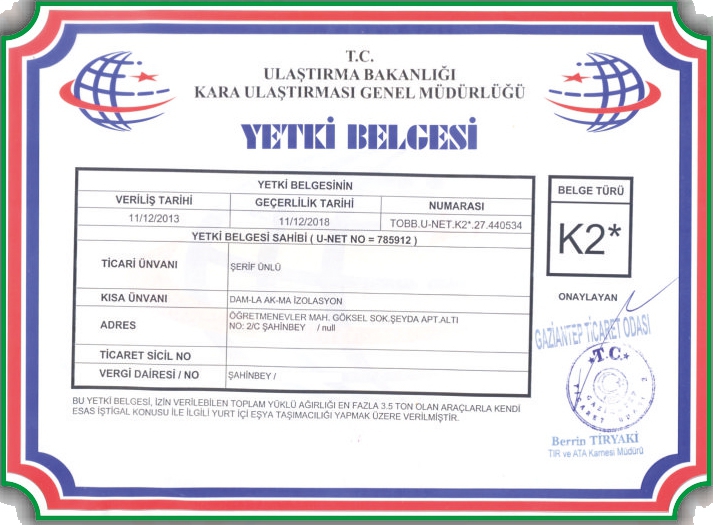 T.C.
ULAŞTIRMA BAKANLIĞI
KARA ULAŞTIRMASI GENEL MÜDÜRLÜĞÜ
YETKİ BELGESİ
YETKİ BELGESİNİN
VERİLİŞ TARİHİ GEÇERLİLİK TARİHİ NUMARASI
11/12/2013 11/12/2018 TOBB.U-NET.K2*.27.440534
YETKİ BELGESİ SAHİBİ ( U-NET NO = 785912 )
TİCARİ ÜNVANI ŞERİF ÜNLÜ
KISA ÜNVANI DAM-LA AK-MA İZOLASYON
ADRES ÖĞRETMENEVLER MAH. GÖKSEL SOK.ŞEYDA APT.ALTI
NO: 2/C ŞAHİNBEY / null
TİCARET SİCİL NO
VERGİ DAİRESİ / NO ŞAHİNBEY /
BU YETKİ BELGESİ, İZİN VERİLEBİLEN TOPLAM YÜKLÜ AĞIRLIĞI EN FAZLA 3.5 TON OLAN ARAÇLARLA KENDİ
ESAS İŞTİGAL KONUSU İLE İLGİLİ YURT İÇİ EŞYA TAŞIMACILIĞI YAPMAK ÜZERE VERİLMİŞTİR.
BELGE TÜRÜ
K2*
ONAYLAYAN
GAZİANTEP TİCARET ODASI
T.C.
Berrin TİRYAKİ
TIR ve ATA Karnesi Müdürü